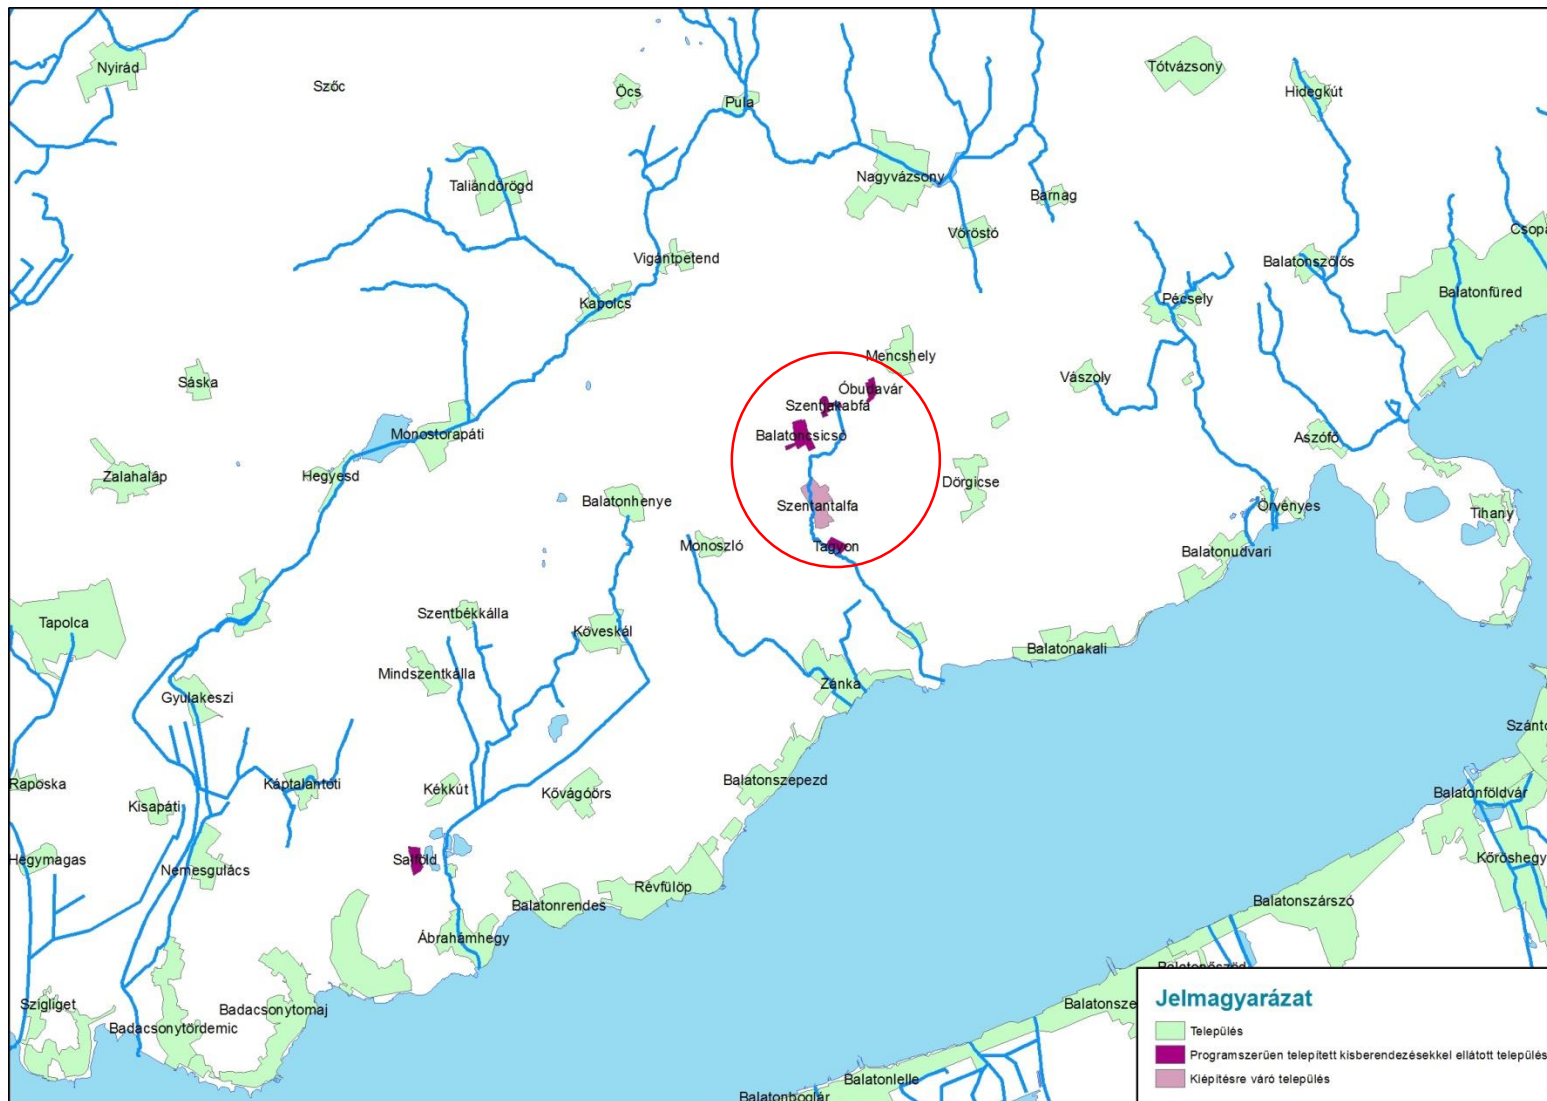 Nyirád
Szőc
Öcs
Pula
Tótvázsony
Hidegkút
Taliándörögd
Nagyvázsony
Barnag
Vöröstó
Csopa
Vigántpetend
Balatonszőlős
Balatonfüred
Kapolcs
Pécsely
Mencshely
Sáska
Óbudavár
Vászoly
Szentjakabfa
Monostorapáti
Balatoncsicsó
Aszófő
Zalahaláp
Hegyesd
Dörgicse
Balatonhenye
Szentantalfa
Örvényes
Tihany
Monoszló
Tagyon
Balatonudvari
Tapolca
Szentbékkálla
Köveskál
Balatonakali
Mindszentkálla
Zánka
Gyulakeszi
Szántó
Raposka
Káptalantóti
Kékkút
Kővágóörs
Balatonszepezd
Balatonföldvár
Kisapáti
Hegymagas
Nemesgulács
Salföld
Révfülöp
Kőröshegy
Balatonrendes
Balatonszárszó
Ábrahámhegy
Balatonőszöd
Szigliget
Badacsonytomaj
Balatonsze
Badacsonytördemic
Balatonlelle
Balatonboglár
Jelmagyarázat
Település
Programszerűen telepített kisberendezésekkel ellátott település
Kiépítésre váró település